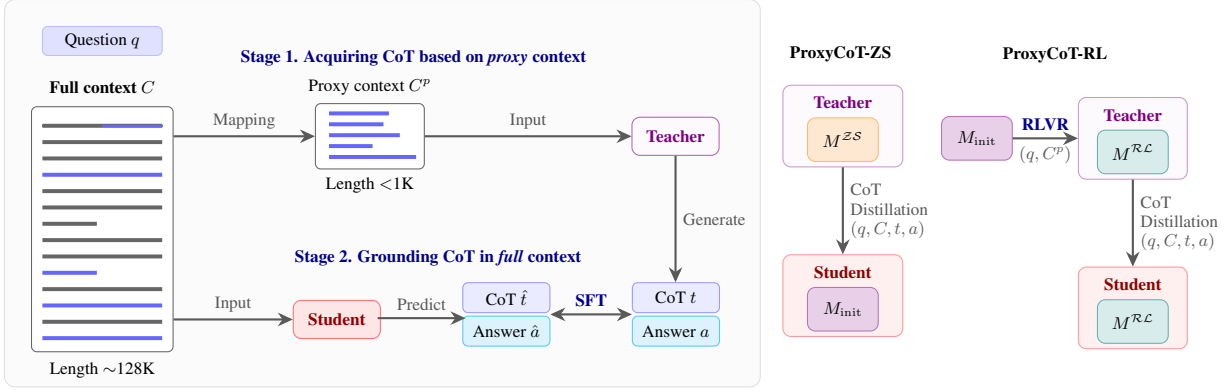 Question q
Stage 1. Acquiring CoT based on proxy context
Full context C
Proxy context C^p
Mapping
Input
Teacher
Length <1K
Generate
Stage 2. Grounding CoT in full context
Input
Student
Predict
CoT t̂
Answer â
SFT
CoT t
Answer a
Length ~128K
ProxyCoT-ZS
Teacher
M^ZS
CoT
Distillation
(q, C, t, a)
Student
M_init
ProxyCoT-RL
M_init
RLVR
(q, C^p)
Teacher
M^RL
CoT
Distillation
(q, C, t, a)
Student
M^RL